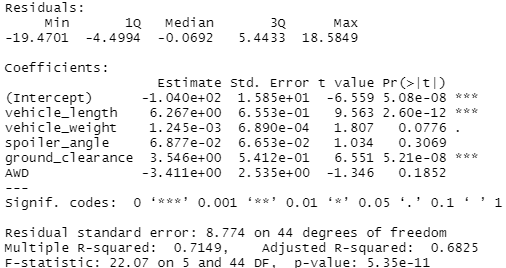 Residuals:
Min 1Q Median 3Q Max
-19.4701 -4.4994 -0.0692 5.4433 18.5849
Coefficients:
Estimate Std. Error t value Pr(>|t|)
(Intercept) -1.040e+02 1.585e+01 -6.559 5.08e-08 ***
vehicle_length 6.267e+00 6.553e-01 9.563 2.60e-12 ***
vehicle_weight 1.245e-03 6.890e-04 1.807 0.0776 .
spoiler_angle 6.877e-02 6.653e-02 1.034 0.3069
ground_clearance 3.546e+00 5.412e-01 6.551 5.21e-08 ***
AWD -3.411e+00 2.535e+00 -1.346 0.1852
---
Signif. codes: 0 ‘***’ 0.001 ‘**’ 0.01 ‘*’ 0.05 ‘.’ 0.1 ‘ ’ 1
Residual standard error: 8.774 on 44 degrees of freedom
Multiple R-squared: 0.7149, Adjusted R-squared: 0.6825
F-statistic: 22.07 on 5 and 44 DF, p-value: 5.35e-11